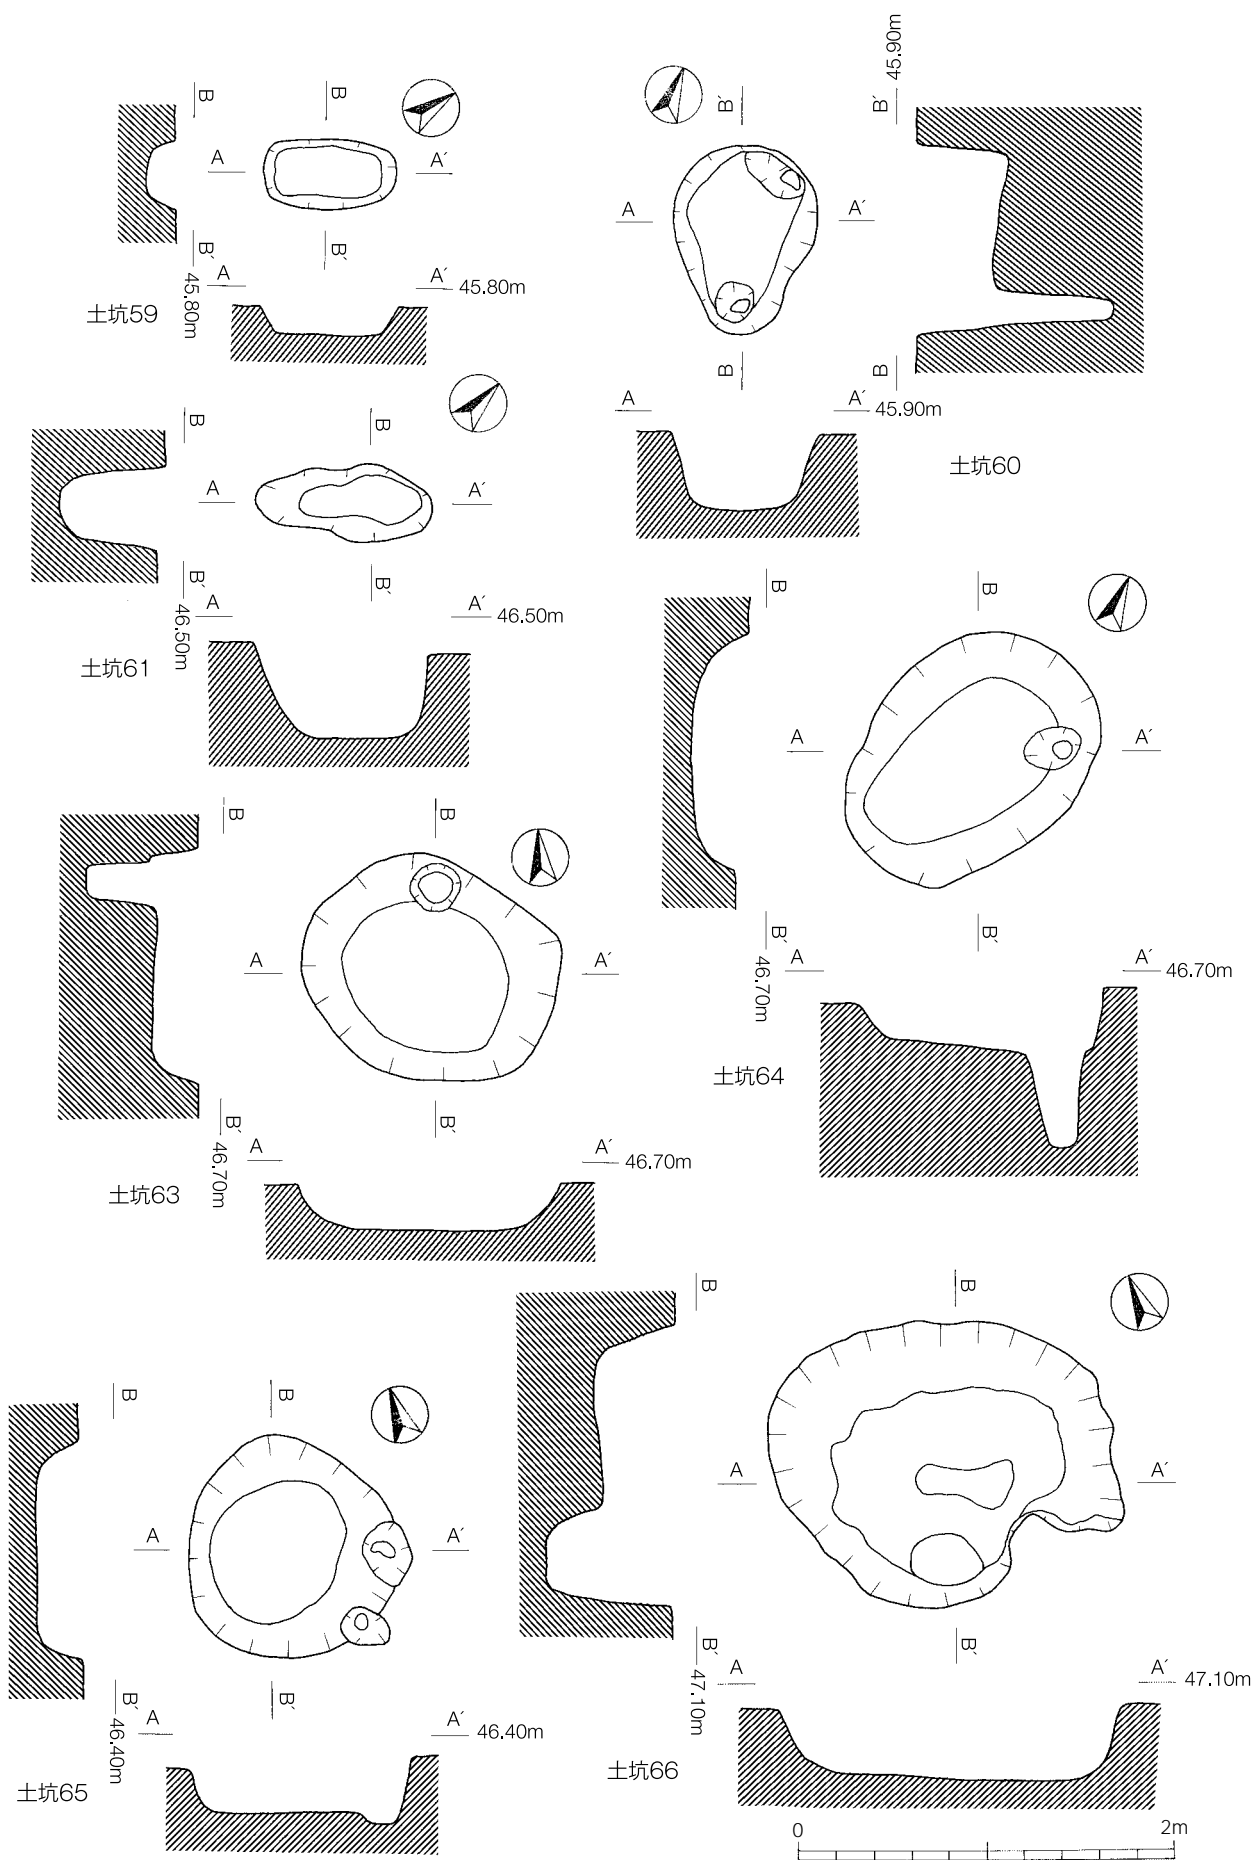 B
B
A
A′
B′
B′
45.80m
A
A′ 45.80m
土坑59
B′
B′
45.90m
A
A′
B
B
A
A′ 45.90m
土坑60
B
B
A
A′
B′
B′
46.50m
A
A′ 46.50m
土坑61
B
B
A
A′
B′
B′
46.70m
A
A′ 46.70m
土坑64
B
B
A
A′
B′
B′
46.70m
A
A′ 46.70m
土坑63
B
B
A
A′
B′
B′
46.40m
A
A′ 46.40m
土坑65
B
B
A
A′
B′
B′
47.10m
A
A′ 47.10m
土坑66
0
2m